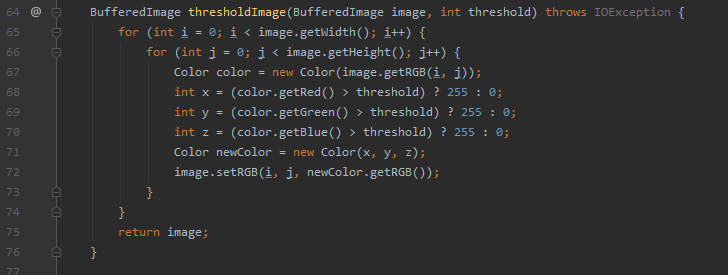 64 @ BufferedImage thresholdImage(BufferedImage image, int threshold) throws IOException {
65 for (int i = 0; i < image.getWidth(); i++) {
66 for (int j = 0; j < image.getHeight(); j++) {
67 Color color = new Color(image.getRGB(i, j));
68 int x = (color.getRed() > threshold) ? 255 : 0;
69 int y = (color.getGreen() > threshold) ? 255 : 0;
70 int z = (color.getBlue() > threshold) ? 255 : 0;
71 Color newColor = new Color(x, y, z);
72 image.setRGB(i, j, newColor.getRGB());
73 }
74 }
75 return image;
76 }
77